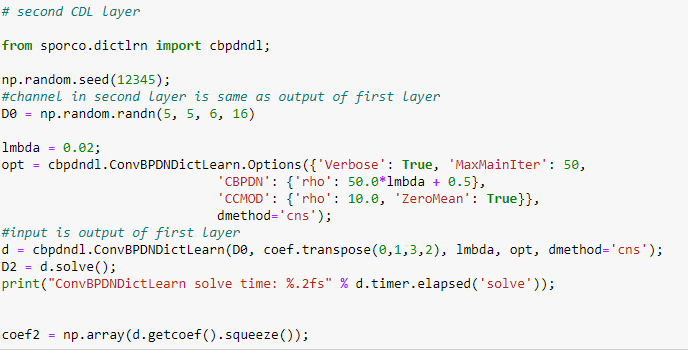 # second CDL layer
from sporco.dictlrn import cbpdndl;
np.random.seed(12345);
#channel in second layer is same as output of first layer
D0 = np.random.randn(5, 5, 6, 16)
lmbda = 0.02;
opt = cbpdndl.ConvBPDNDictLearn.Options({'Verbose': True, 'MaxMainIter': 50,
'CBPDN': {'rho': 50.0*lmbda + 0.5},
'CCMOD': {'rho': 10.0, 'ZeroMean': True}},
dmethod='cns');
#input is output of first layer
d = cbpdndl.ConvBPDNDictLearn(D0, coef.transpose(0,1,3,2), lmbda, opt, dmethod='cns');
D2 = d.solve();
print("ConvBPDNDictLearn solve time: %.2fs" % d.timer.elapsed('solve'));
coef2 = np.array(d.getcoef().squeeze());